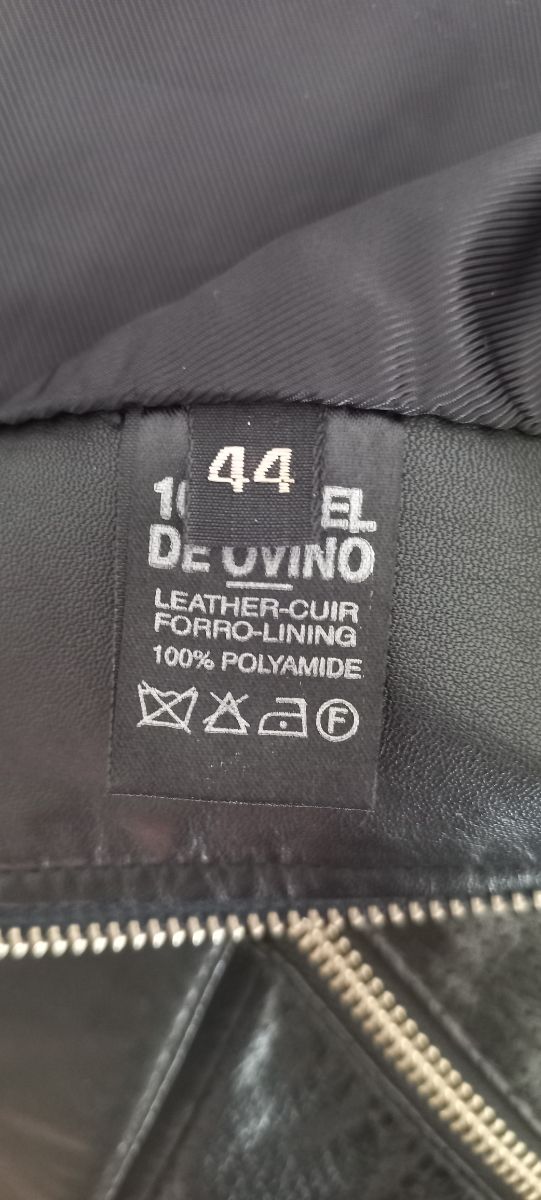 44
DE OVINO
LEATHER-CUIR
FORRO-LINING
100% POLYAMIDE
F